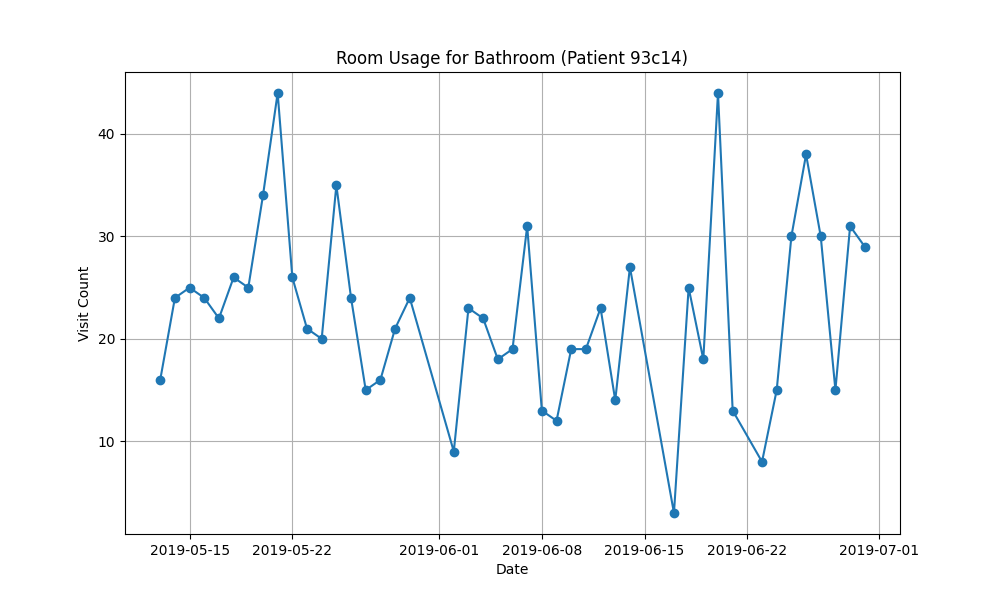 Room Usage for Bathroom (Patient 93c14)
Visit Count
40
30
20
10
2019-05-15 2019-05-22 2019-06-01 2019-06-08 2019-06-15 2019-06-22 2019-07-01
Date